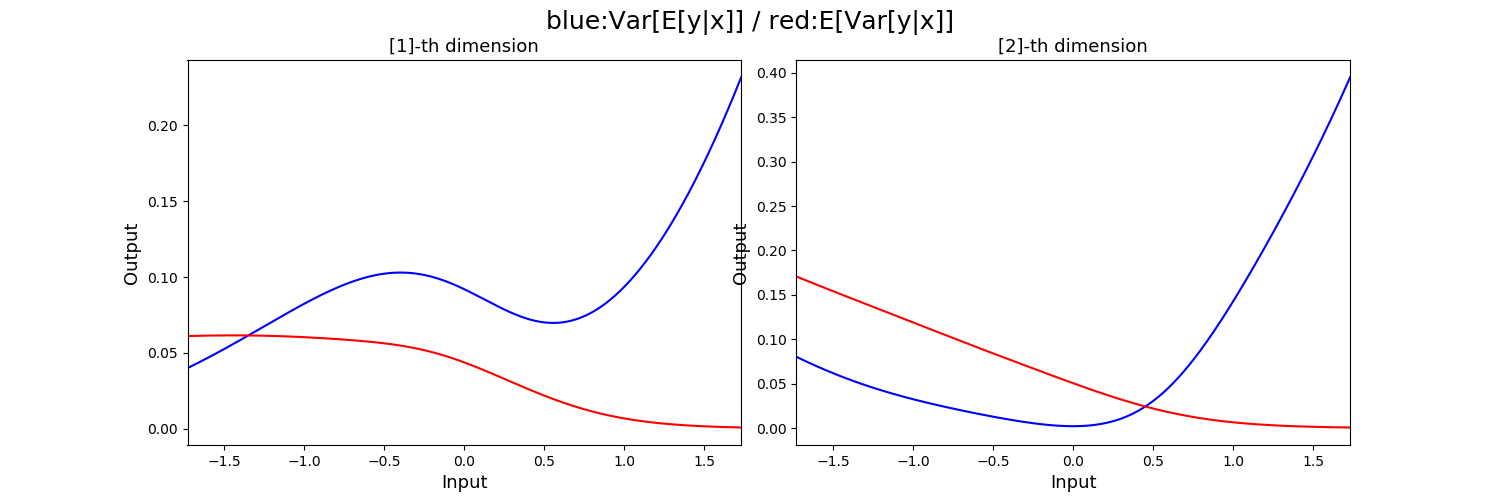 blue:Var[E[y|x]] / red:E[Var[y|x]]
[1]-th dimension
Output
0.20
0.15
0.10
0.05
0.00
−1.5 −1.0 −0.5 0.0 0.5 1.0 1.5
Input
[2]-th dimension
Output
0.40
0.35
0.30
0.25
0.20
0.15
0.10
0.05
0.00
−1.5 −1.0 −0.5 0.0 0.5 1.0 1.5
Input